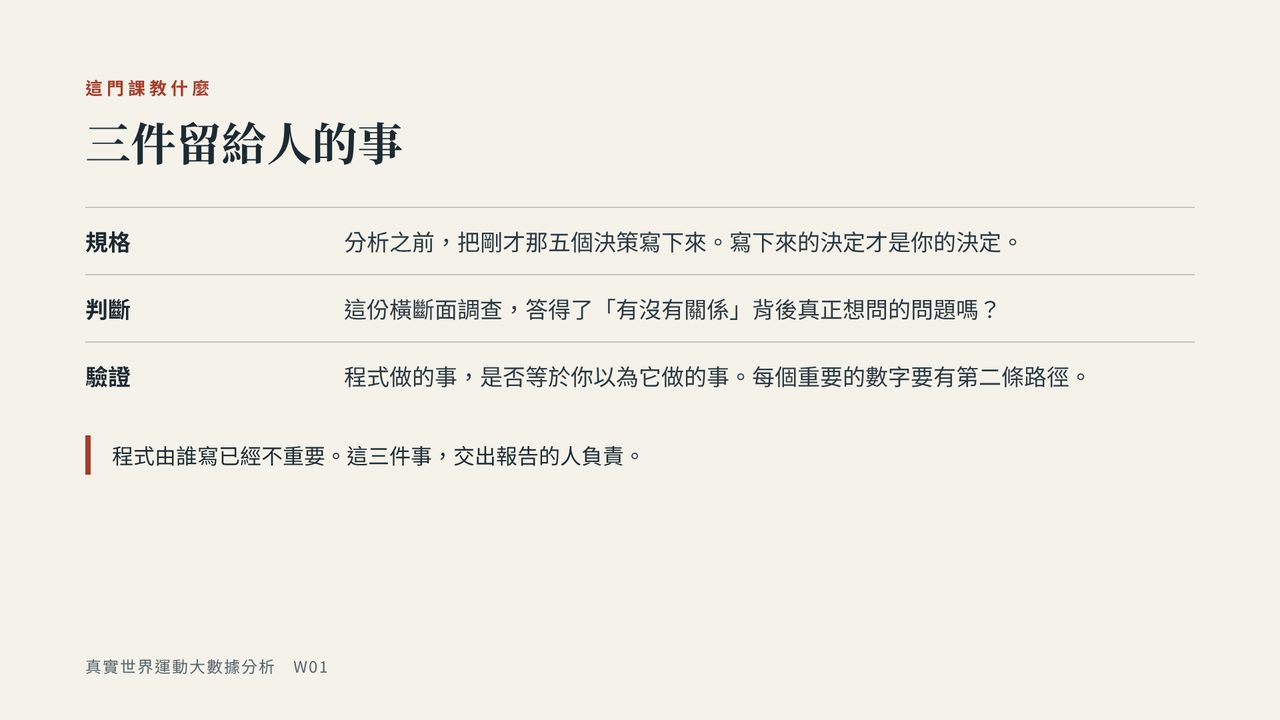 這門課教什麼
三件留給人的事
規格 分析之前，把剛才那五個決策寫下來。寫下來的決定才是你的決定。
判斷 這份橫斷面調查，答得了「有沒有關係」背後真正想問的問題嗎？
驗證 程式做的事，是否等於你以為它做的事。每個重要的數字要有第二條路徑。
程式由誰寫已經不重要。這三件事，交出報告的人負責。
真實世界運動大數據分析 W01